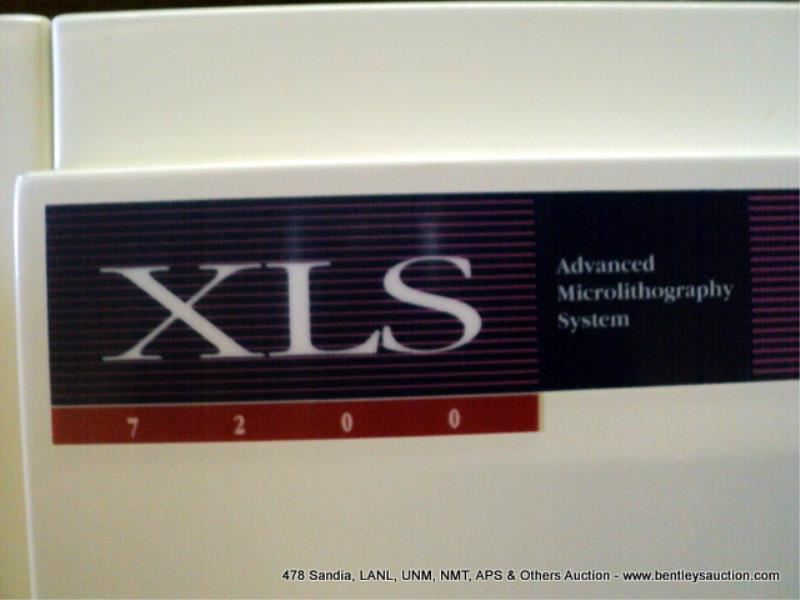 XLS
Advanced
Microlithography
System
7 2 0 0
478 Sandia, LANL, UNM, NMT, APS & Others Auction - www.bentleysauction.com